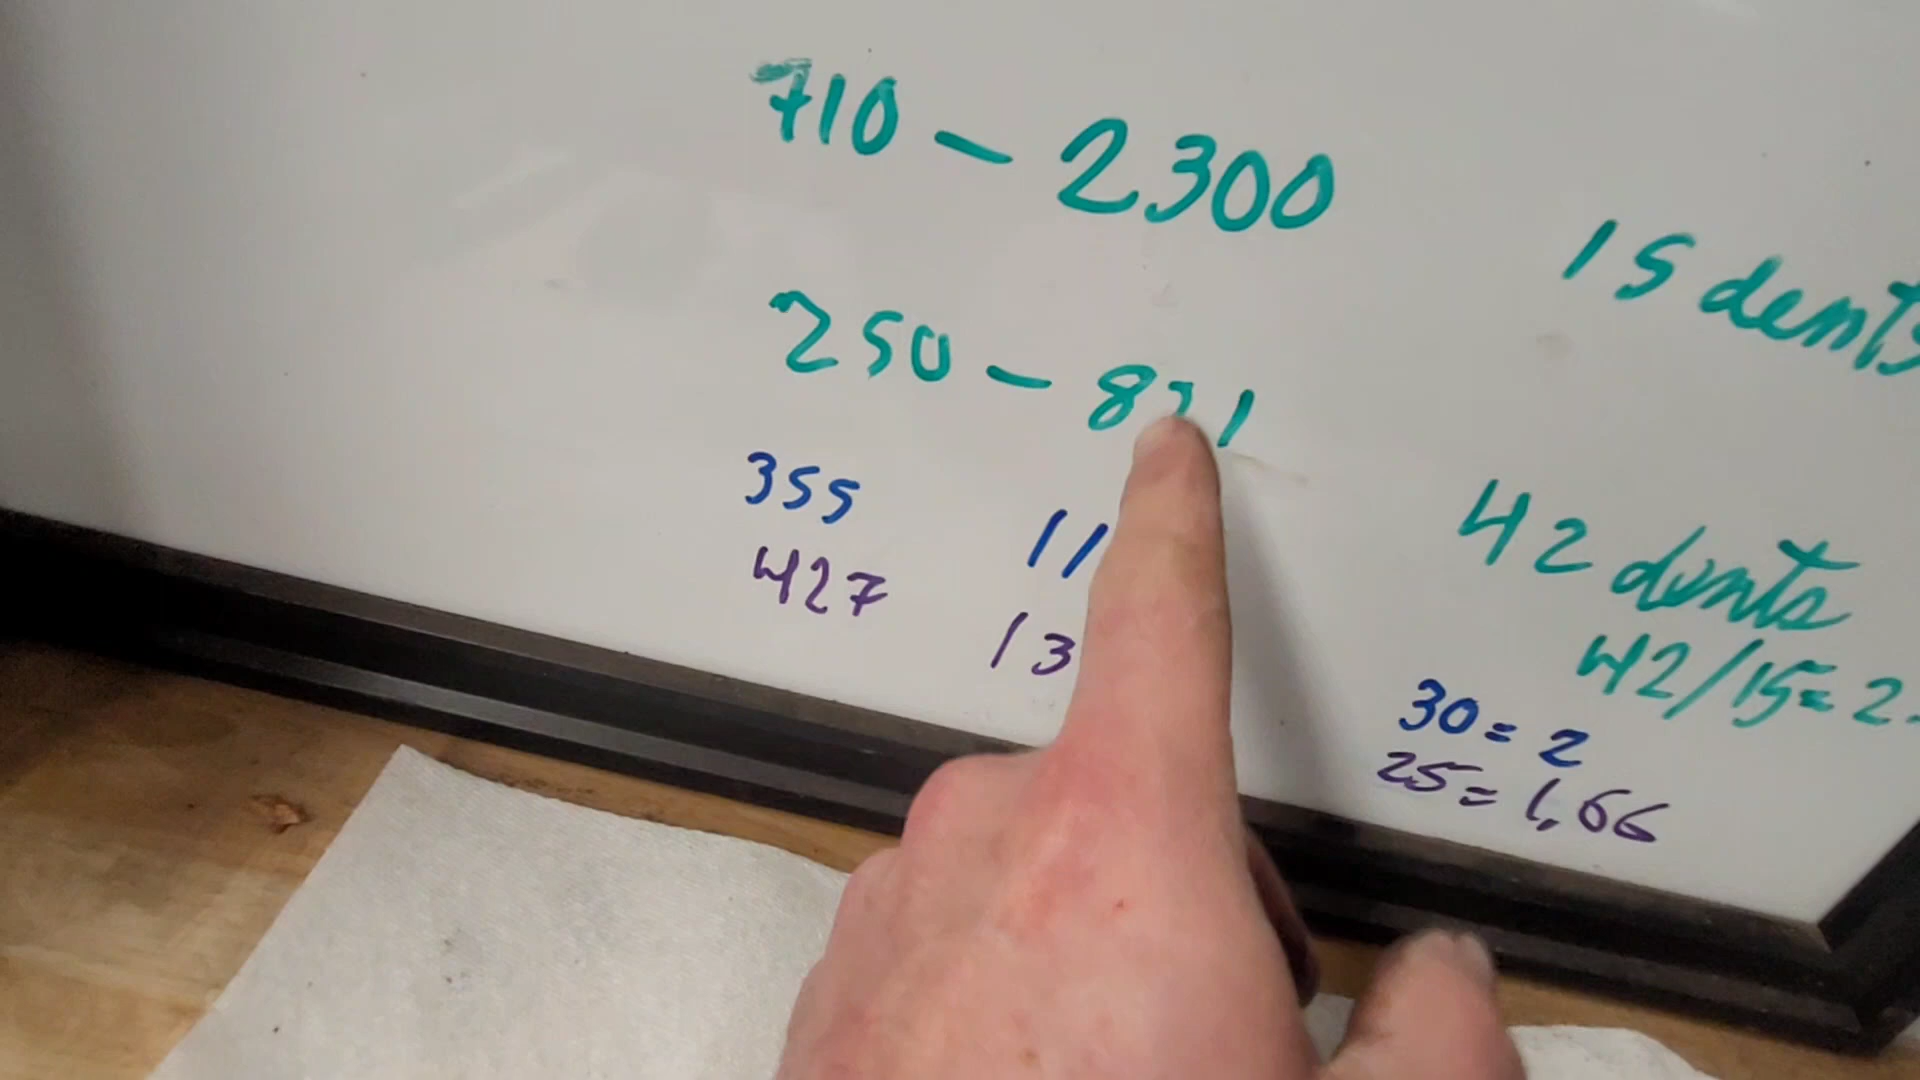 710 - 2300
15 dents
250 - 821
42 dents
355 11
427 13
42/15=2.
30=2
25=1,66